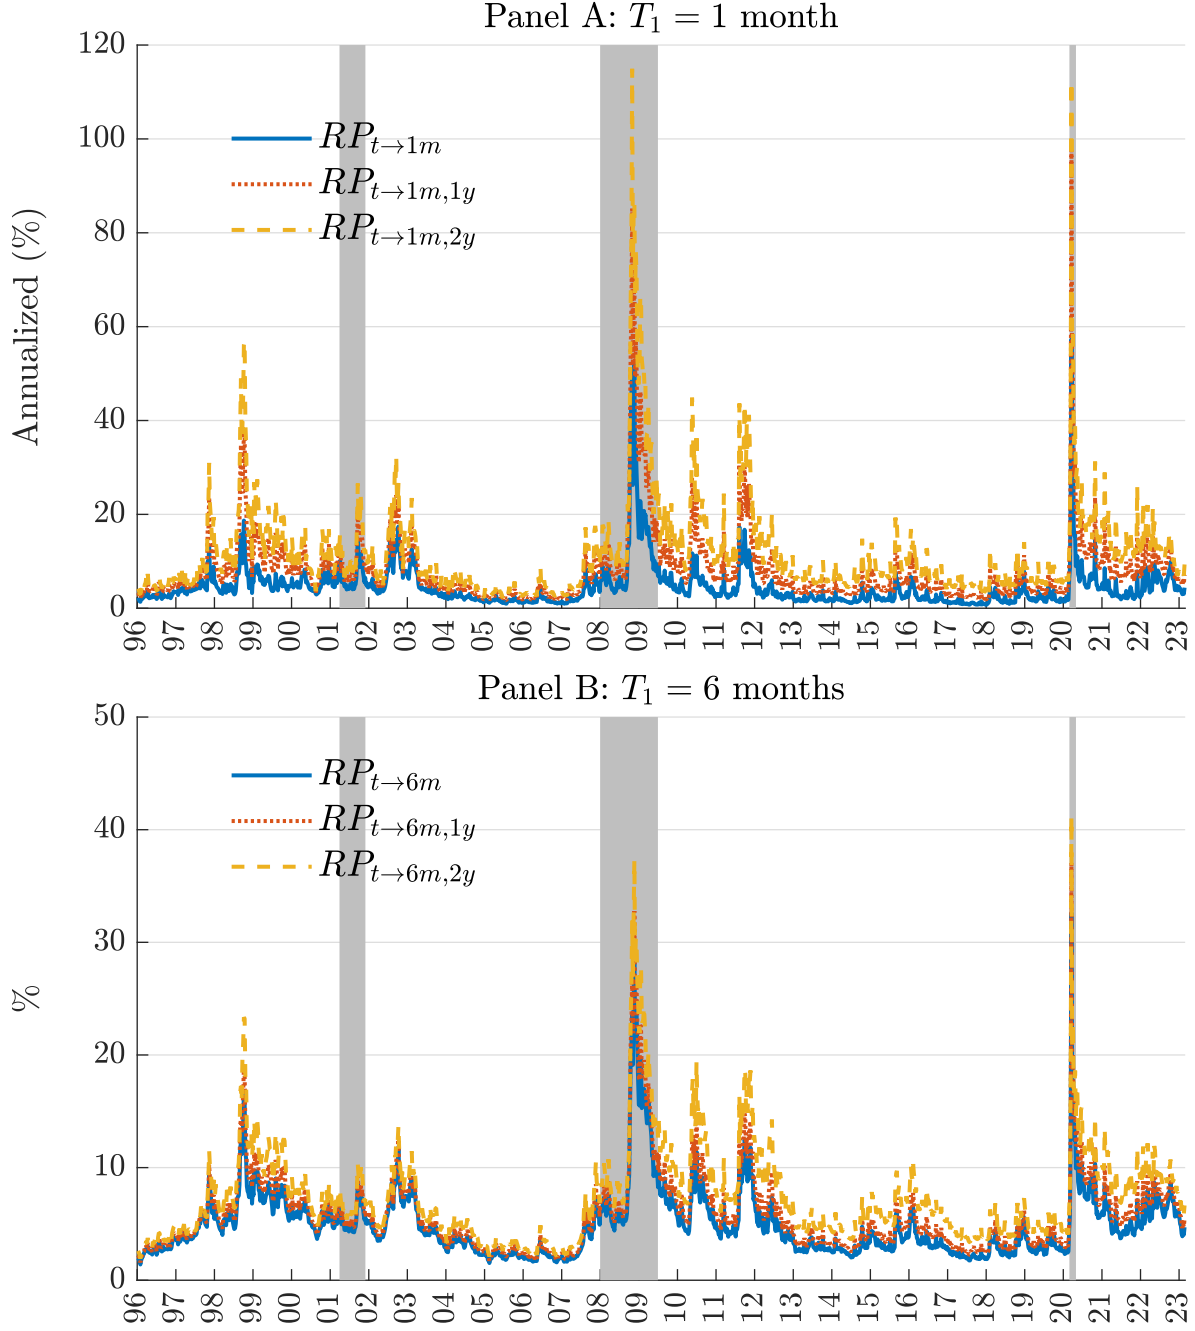 Panel A: T₁ = 1 month
120
100
80
60
40
20
0
Annualized (%)
RP_{t→1m}
RP_{t→1m,1y}
RP_{t→1m,2y}
96 97 98 99 00 01 02 03 04 05 06 07 08 09 10 11 12 13 14 15 16 17 18 19 20 21 22 23
Panel B: T₁ = 6 months
50
40
30
20
10
0
%
RP_{t→6m}
RP_{t→6m,1y}
RP_{t→6m,2y}
96 97 98 99 00 01 02 03 04 05 06 07 08 09 10 11 12 13 14 15 16 17 18 19 20 21 22 23